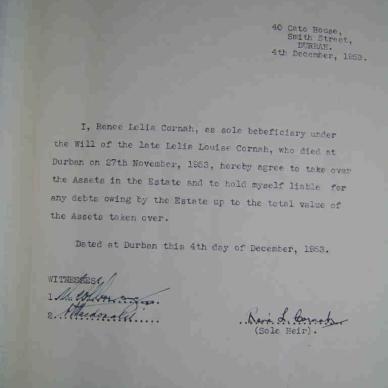 40 Cato House,
Smith Street,
DURBAN.
4th December, 1953.
I, Renee Lelia Cornah, as sole bebeficiary under
the Will of the late Lelia Louise Cornah, who died at
Durban on 27th November, 1953, hereby agree to take over
the Assets in the Estate and to hold myself liable for
any debts owing by the Estate up to the total value of
the Assets taken over.
Dated at Durban this 4th day of December, 1953.
WITNESSES
1.
2.
(Sole Heir).